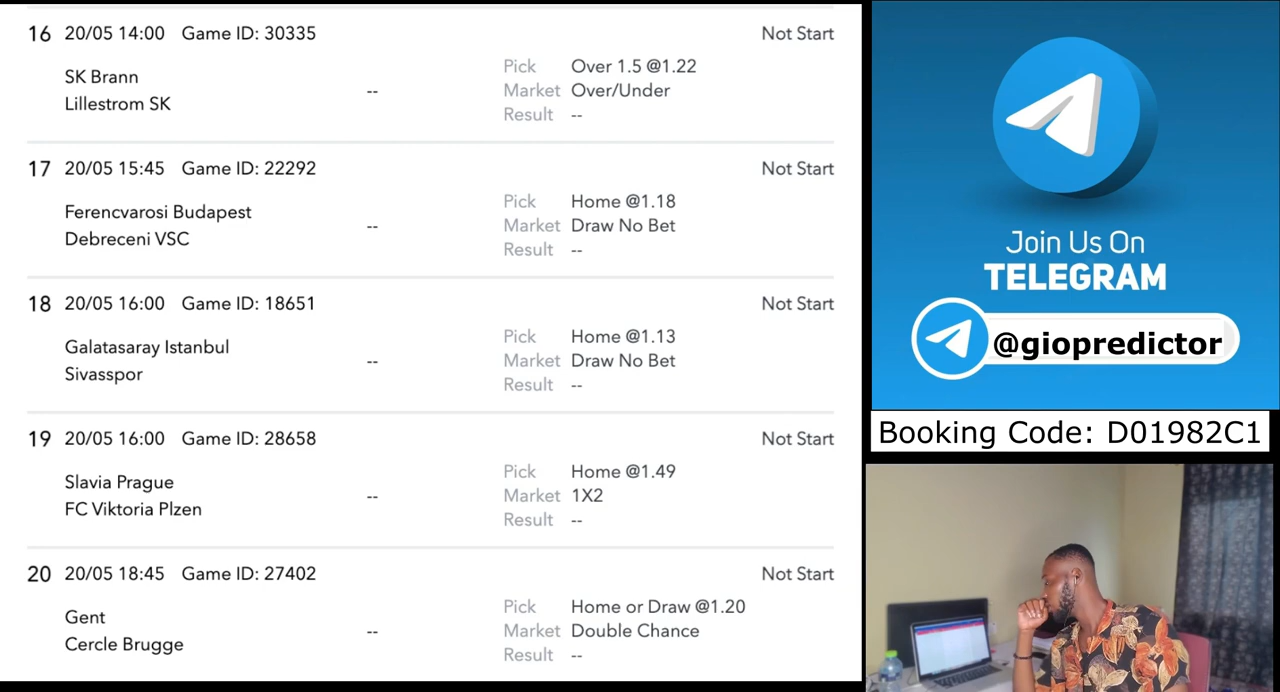 16 20/05 14:00 Game ID: 30335 Not Start
SK Brann
Lillestrom SK
--
Pick Over 1.5 @1.22
Market Over/Under
Result --
17 20/05 15:45 Game ID: 22292 Not Start
Ferencvarosi Budapest
Debreceni VSC
--
Pick Home @1.18
Market Draw No Bet
Result --
18 20/05 16:00 Game ID: 18651 Not Start
Galatasaray Istanbul
Sivasspor
--
Pick Home @1.13
Market Draw No Bet
Result --
19 20/05 16:00 Game ID: 28658 Not Start
Slavia Prague
FC Viktoria Plzen
--
Pick Home @1.49
Market 1X2
Result --
20 20/05 18:45 Game ID: 27402 Not Start
Gent
Cercle Brugge
--
Pick Home or Draw @1.20
Market Double Chance
Result --
Join Us On
TELEGRAM
@giopredictor
Booking Code: D01982C1